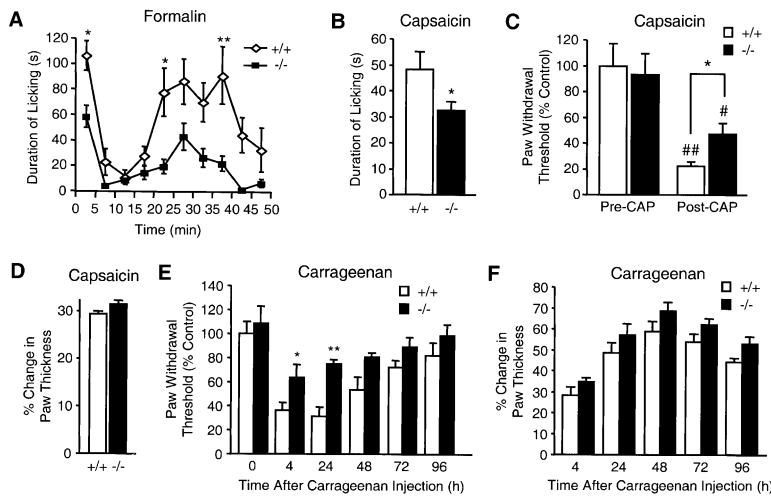 A
Formalin
Duration of Licking (s)
120
100
80
60
40
20
0
*
*
**
+/+
-/-
0 5 10 15 20 25 30 35 40 45 50
Time (min)
B
Capsaicin
Duration of Licking (s)
60
50
40
30
20
10
0
*
+/+ -/-
C
Capsaicin
+/+
-/-
Paw Withdrawal
Threshold (% Control)
120
100
80
60
40
20
0
*
##
#
Pre-CAP Post-CAP
D
Capsaicin
% Change in
Paw Thickness
30
20
10
0
+/+ -/-
E
Carrageenan
+/+
-/-
Paw Withdrawal
Threshold (% Control)
140
120
100
80
60
40
20
0
*
**
0 4 24 48 72 96
Time After Carrageenan Injection (h)
F
Carrageenan
+/+
-/-
% Change in
Paw Thickness
80
70
60
50
40
30
20
10
0
4 24 48 72 96
Time After Carrageenan Injection (h)